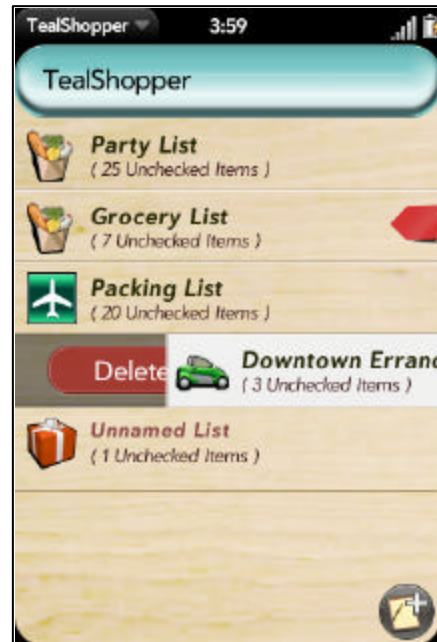 TealShopper 3:59
TealShopper
Party List
( 25 Unchecked Items )
Grocery List
( 7 Unchecked Items )
Packing List
( 20 Unchecked Items )
Delete
Downtown Erran
( 3 Unchecked Items )
Unnamed List
( 1 Unchecked Items )